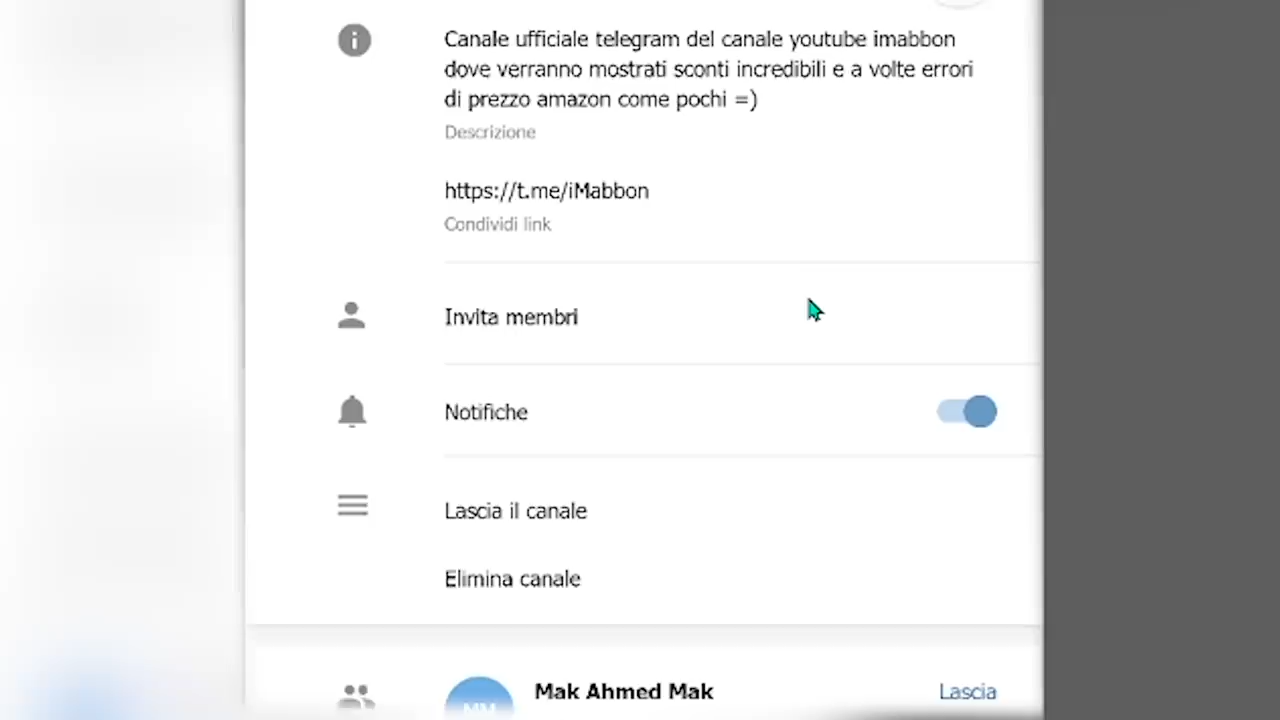 Canale ufficiale telegram del canale youtube imabbon
dove verranno mostrati sconti incredibili e a volte errori
di prezzo amazon come pochi =)
Descrizione
https://t.me/iMabbon
Condividi link
Invita membri
Notifiche
Lascia il canale
Elimina canale
Mak Ahmed Mak
Lascia
MM